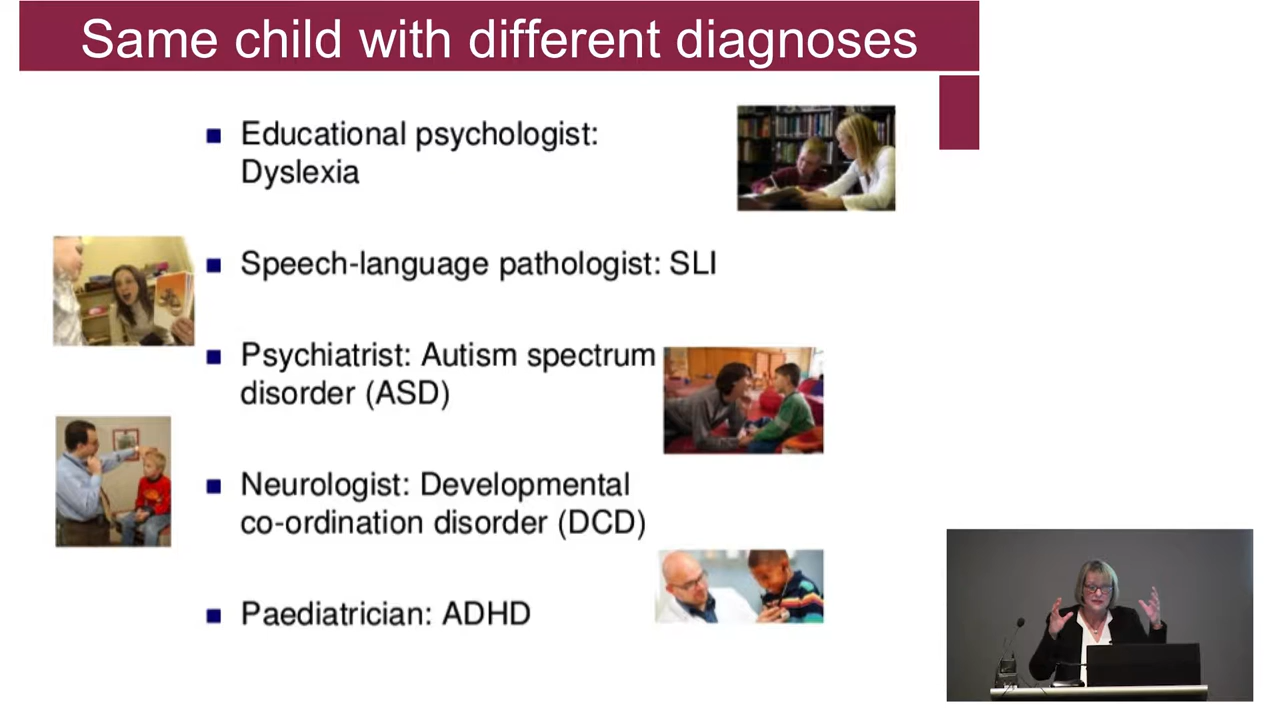 Same child with different diagnoses
Educational psychologist:
Dyslexia
Speech-language pathologist: SLI
Psychiatrist: Autism spectrum
disorder (ASD)
Neurologist: Developmental
co-ordination disorder (DCD)
Paediatrician: ADHD